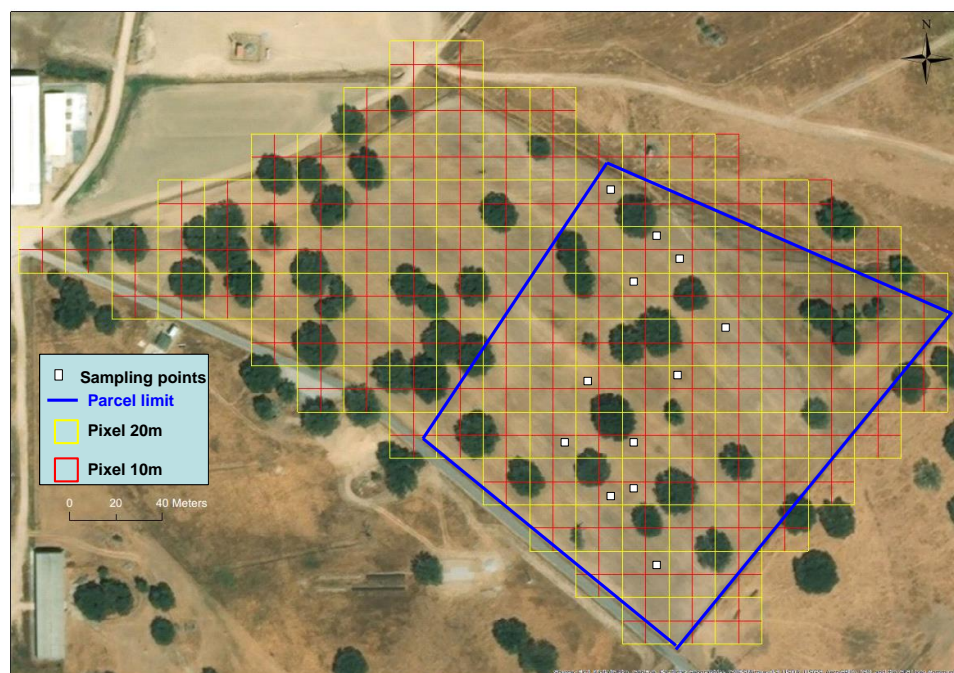 N
Sampling points
Parcel limit
Pixel 20m
Pixel 10m
0 20 40 Meters